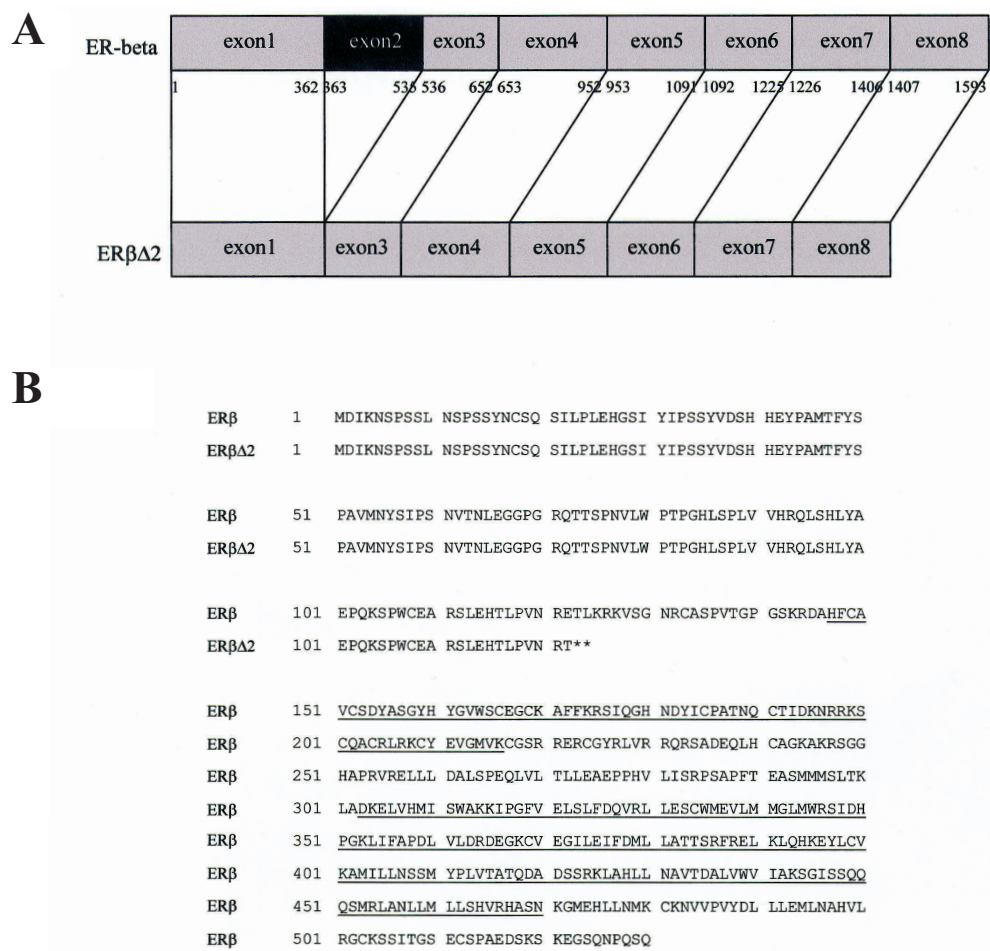 A
ER-beta exon1 exon2 exon3 exon4 exon5 exon6 exon7 exon8
1 362 363 535 536 652 653 952 953 1091 1092 1225 1226 1406 1407 1593
ERβΔ2 exon1 exon3 exon4 exon5 exon6 exon7 exon8
B
ERβ 1 MDIKNSPSSL NSPSSYNCSQ SILPLEHGSI YIPSSYVDSH HEYPAMTFYS
ERβΔ2 1 MDIKNSPSSL NSPSSYNCSQ SILPLEHGSI YIPSSYVDSH HEYPAMTFYS
ERβ 51 PAVMNYSIPS NVTNLEGGPG RQTTSPNVLW PTPGHLSPLV VHRQLSHLYA
ERβΔ2 51 PAVMNYSIPS NVTNLEGGPG RQTTSPNVLW PTPGHLSPLV VHRQLSHLYA
ERβ 101 EPQKSPWCEA RSLEHTLPVN RETLKRKVSG NRCASPVTGP GSKRDAHFCA
ERβΔ2 101 EPQKSPWCEA RSLEHTLPVN RT**
ERβ 151 VCSDYASGYH YGVWSCEGCK AFFKRSIQGH NDYICPATNQ CTIDKNRRKS
ERβ 201 CQACRLRKCY EVGMVKCGSR RERCGYRLVR RQRSADEQLH CAGKAKRSGG
ERβ 251 HAPRVRELLL DALSPEQLVL TLLEAEPPHV LISRPSAPFT EASMMMSLTK
ERβ 301 LADKELVHMI SWAKKIPGFV ELSLFDQVRL LESCWMEVLM MGLMWRSIDH
ERβ 351 PGKLIFAPDL VLDRDEGKCV EGILEIFDML LATTSRFREL KLQHKEYLCV
ERβ 401 KAMILLNSSM YPLVTATQDA DSSRKLAHLL NAVTDALVWV IAKSGISSQQ
ERβ 451 QSMRLANLLM LLSHVRHASN KGMEHLLNMK CKNVVPVYDL LLEMLNAHVL
ERβ 501 RGCKSSITGS ECSPAEDSKS KEGSQNPQSQ